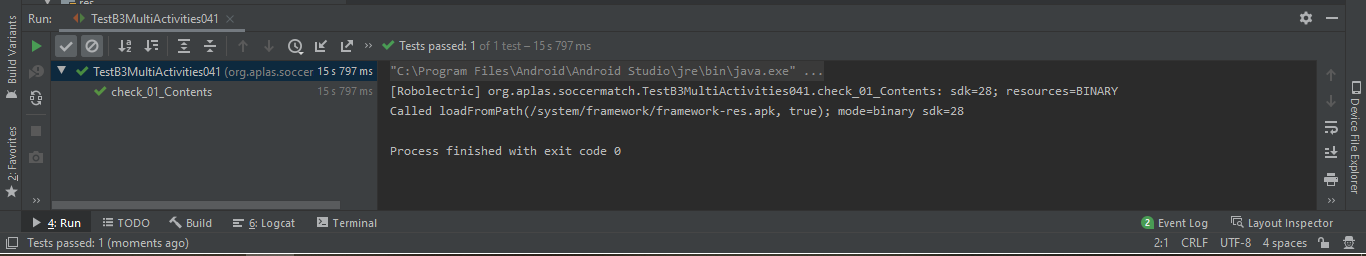 res
Run:
TestB3MultiActivities041
Tests passed: 1 of 1 test – 15 s 797 ms
TestB3MultiActivities041 (org.aplas.soccer 15 s 797 ms
check_01_Contents 15 s 797 ms
"C:\Program Files\Android\Android Studio\jre\bin\java.exe" ...
[Robolectric] org.aplas.soccermatch.TestB3MultiActivities041.check_01_Contents: sdk=28; resources=BINARY
Called loadFromPath(/system/framework/framework-res.apk, true); mode=binary sdk=28
Process finished with exit code 0
Build Variants
2: Favorites
Device File Explorer
4: Run
TODO
Build
6: Logcat
Terminal
2 Event Log
Layout Inspector
Tests passed: 1 (moments ago)
2:1 CRLF UTF-8 4 spaces